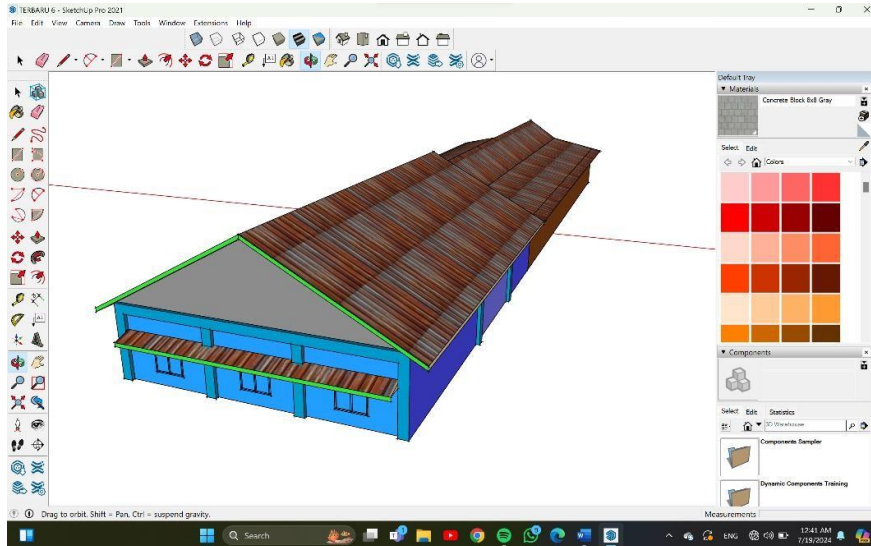 TERBARU 6 - SketchUp Pro 2021
File Edit View Camera Draw Tools Window Extensions Help
Default Tray
Materials
Concrete Block 8x8 Gray
Select Edit
Colors
Components
Select Edit Statistics
3D Warehouse
Components Sampler
Dynamic Components Training
Drag to orbit. Shift = Pan, Ctrl = suspend gravity.
Measurements
Search
ENG
12:41 AM
7/19/2024